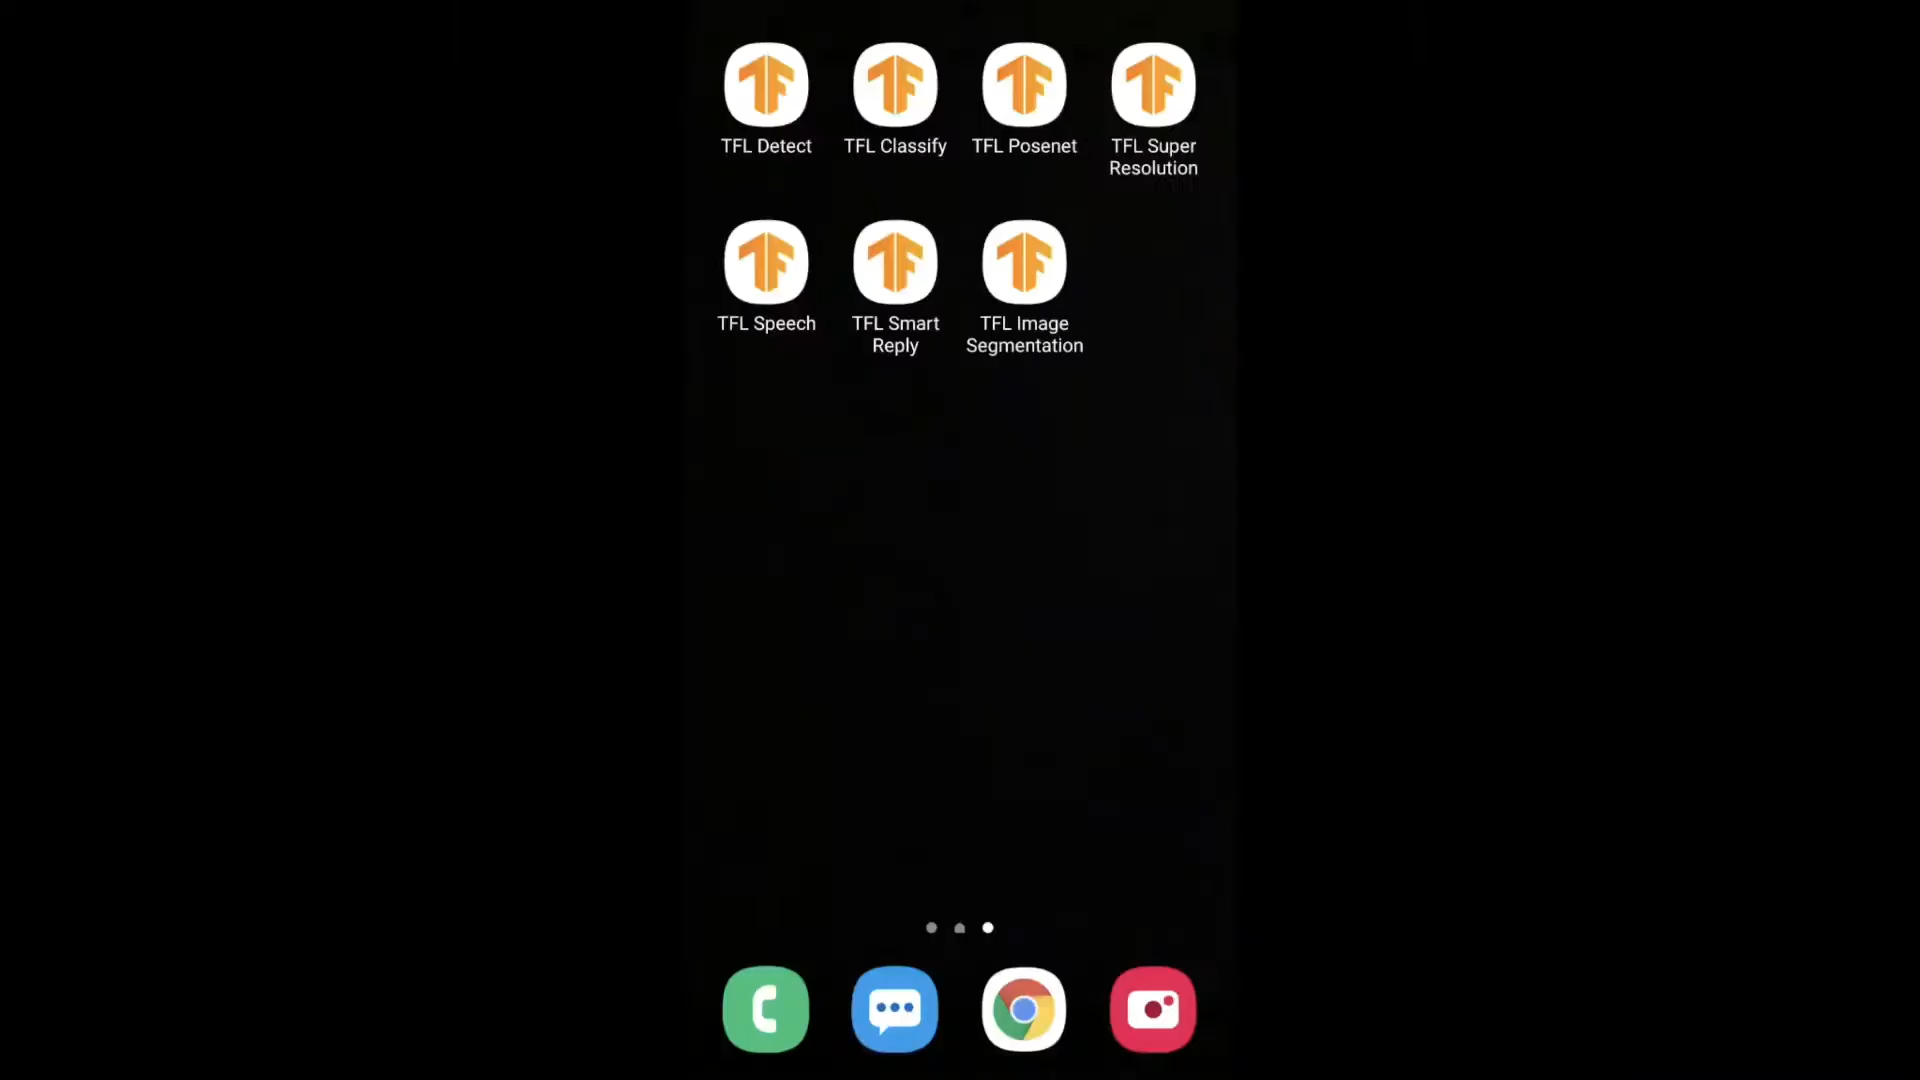 TFL Detect
TFL Classify
TFL Posenet
TFL Super
Resolution
TFL Speech
TFL Smart
Reply
TFL Image
Segmentation